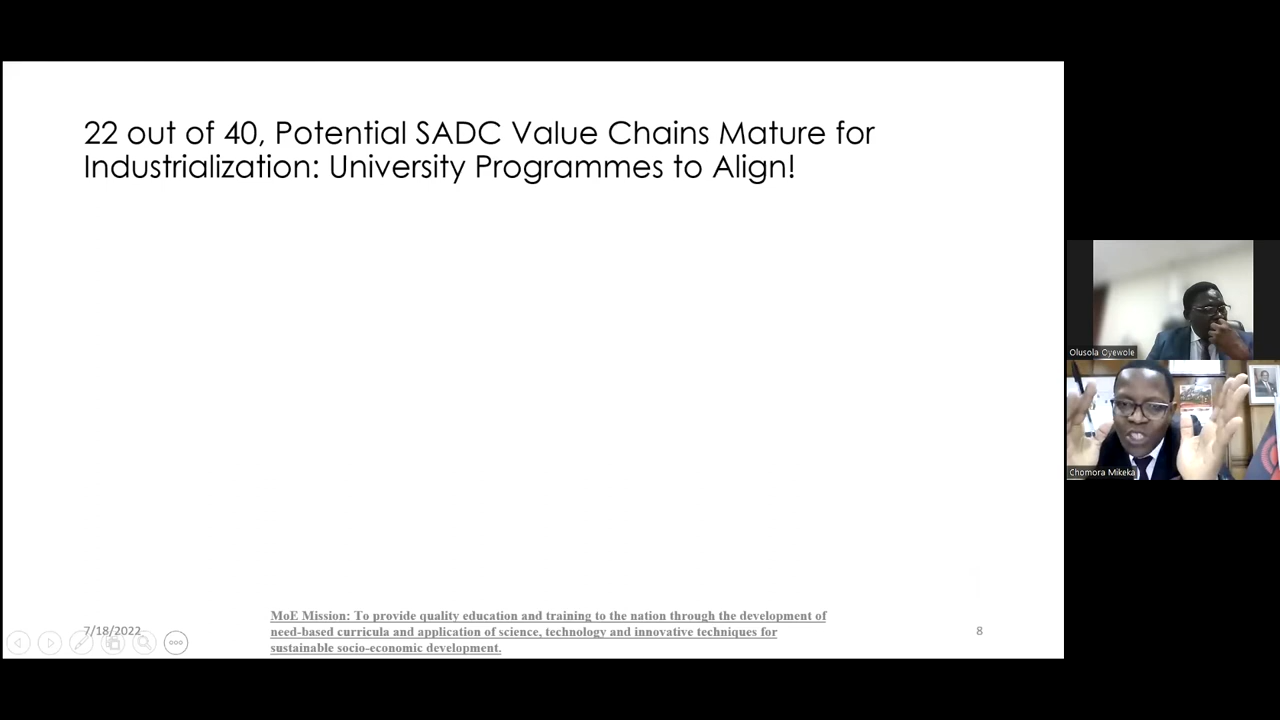 22 out of 40, Potential SADC Value Chains Mature for
Industrialization: University Programmes to Align!
Olusola Oyewole
Chomora Mikeka
7/18/2022
MoE Mission: To provide quality education and training to the nation through the development of
need-based curricula and application of science, technology and innovative techniques for
sustainable socio-economic development.
8